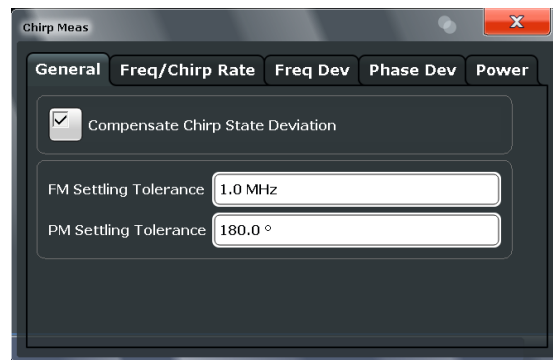 Chirp Meas
X
General Freq/Chirp Rate Freq Dev Phase Dev Power
Compensate Chirp State Deviation
FM Settling Tolerance 1.0 MHz
PM Settling Tolerance 180.0 °